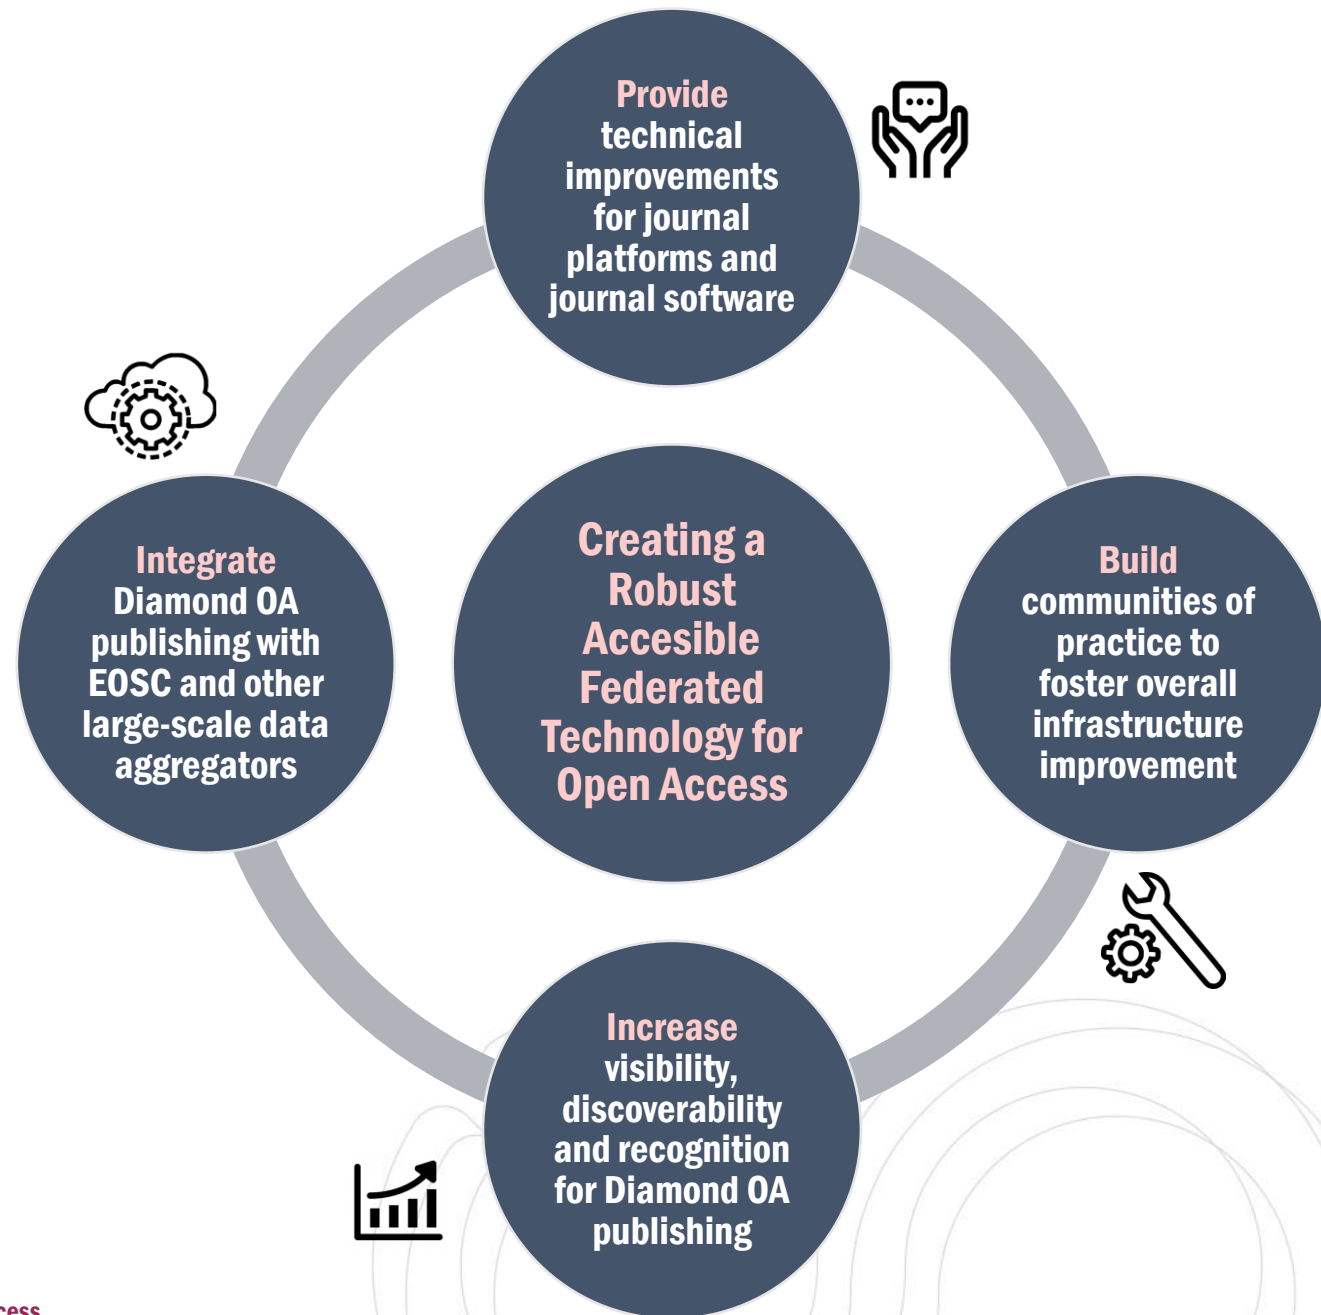 Provide
technical
improvements
for journal
platforms and
journal software
Integrate
Diamond OA
publishing with
EOSC and other
large-scale data
aggregators
Creating a
Robust
Accesible
Federated
Technology for
Open Access
Build
communities of
practice to
foster overall
infrastructure
improvement
Increase
visibility,
discoverability
and recognition
for Diamond OA
publishing